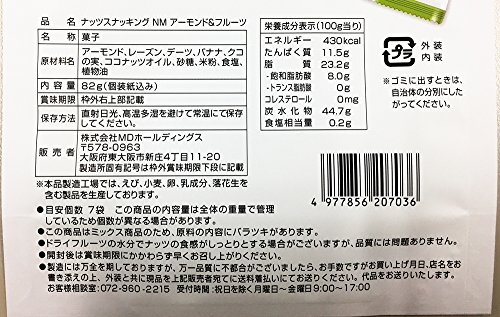 品名 ナッツスナッキング NM アーモンド&フルーツ
名称 菓子
原材料名 アーモンド、レーズン、デーツ、バナナ、クコ
の実、ココナッツオイル、砂糖、米粉、食塩、
植物油
内容量 82g(個装紙込み)
賞味期限 枠外右上部記載
保存方法 直射日光、高温多湿を避けて常温にて保存
してください。
販売者 株式会社MDホールディングス
〒578-0963
大阪府東大阪市新庄4丁目11-20
製造所固有記号は枠外賞味期限下段に記載
栄養成分表示(100g当り)
エネルギー 430kcal
たんぱく質 11.5g
脂質 23.2g
-飽和脂肪酸 8.0g
-トランス脂肪酸 0g
コレステロール 0mg
炭水化物 44.7g
食塩相当量 0.2g
プラ
外装
内装
※ゴミに出すときは、
自治体の分別にした
がってください。
4 977856 207036
※本品製造工場では、えび、小麦、卵、乳成分、落花生を
含む製品を生産しております。
●目安個数 7袋 この商品の内容量は全体の重量で管理
しているため個数が異なる場合があります。
●この商品はミックス商品のため、原料の内容にバラツキがあります。
●ドライフルーツの水分でナッツの食感がしっとりとする場合がございますが、品質には問題ありません。
●開封後は賞味期限にかかわらず早くお召し上がりください。
●製造には万全を期しておりますが、万一品質に不都合がございましたら、お手数ですがお買い上げ月日、店名をお
書き添えの上、外装と共に現品を上記販売者宛てに送料着払いにてお送りください。代品をお送りいたします。
お客様相談室:072-960-2215 受付時間:祝日を除く月曜日〜金曜日9:00〜17:00